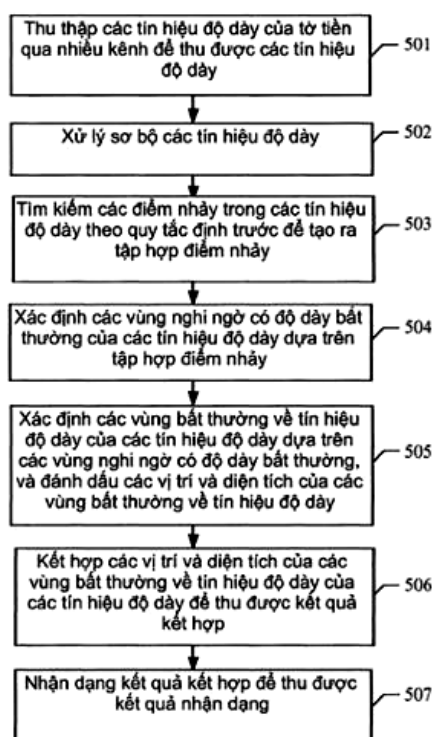 Thu thập các tín hiệu độ dày của tờ tiền
qua nhiều kênh để thu được các tín hiệu
độ dày
501
Xử lý sơ bộ các tín hiệu độ dày
502
Tìm kiếm các điểm nhảy trong các tín hiệu
độ dày theo quy tắc định trước để tạo ra
tập hợp điểm nhảy
503
Xác định các vùng nghi ngờ có độ dày bất
thường của các tín hiệu độ dày dựa trên
tập hợp điểm nhảy
504
Xác định các vùng bất thường về tín hiệu
độ dày của các tín hiệu độ dày dựa trên
các vùng nghi ngờ có độ dày bất thường,
và đánh dấu các vị trí và diện tích của các
vùng bất thường về tín hiệu độ dày
505
Kết hợp các vị trí và diện tích của các
vùng bất thường về tín hiệu độ dày của
các tín hiệu độ dày để thu được kết quả
kết hợp
506
Nhận dạng kết quả kết hợp để thu được
kết quả nhận dạng
507